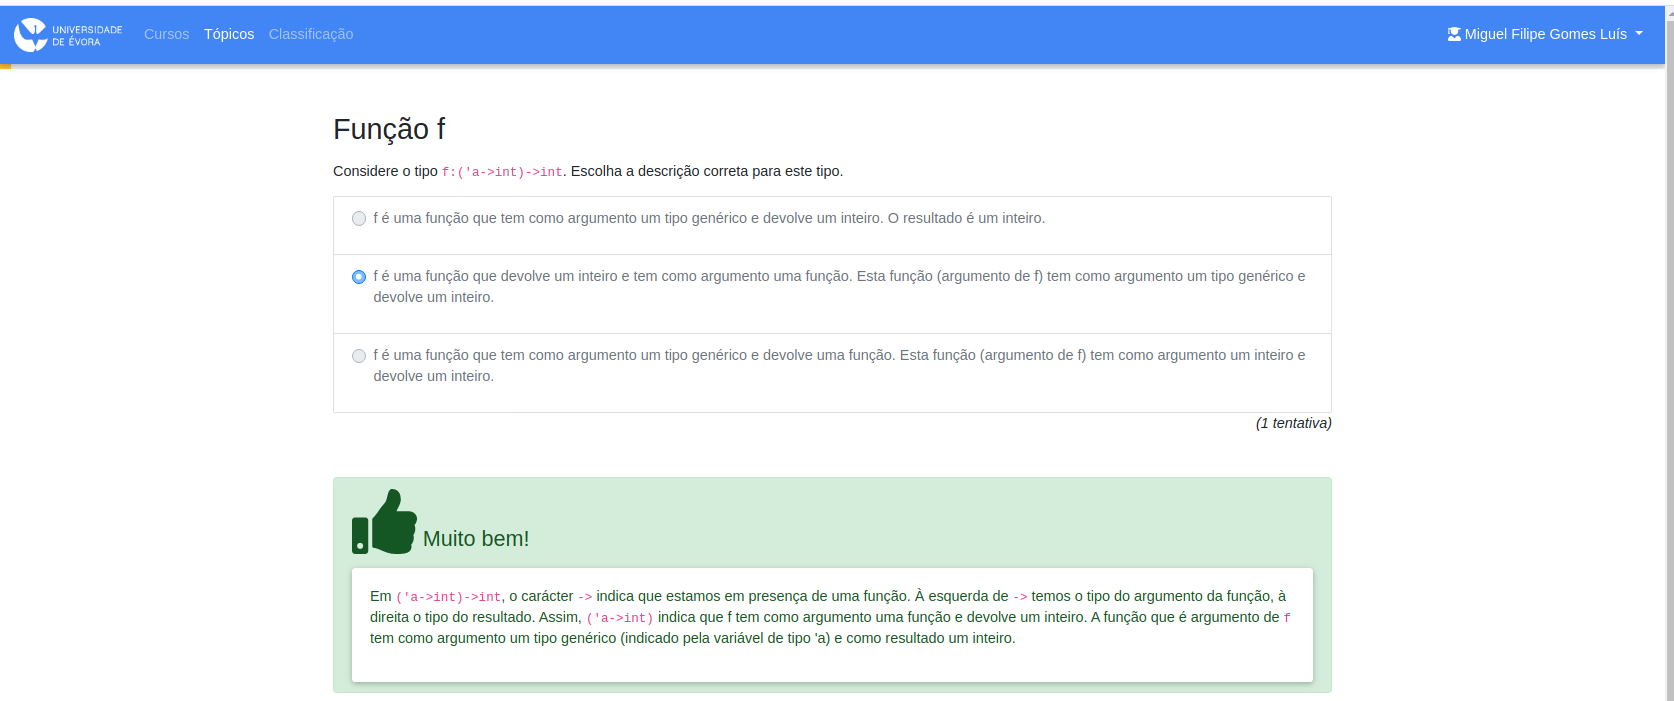 UNIVERSIDADE
DE ÉVORA
Cursos Tópicos Classificação
Miguel Filipe Gomes Luís
Função f
Considere o tipo f:('a->int)->int. Escolha a descrição correta para este tipo.
f é uma função que tem como argumento um tipo genérico e devolve um inteiro. O resultado é um inteiro.
f é uma função que devolve um inteiro e tem como argumento uma função. Esta função (argumento de f) tem como argumento um tipo genérico e
devolve um inteiro.
f é uma função que tem como argumento um tipo genérico e devolve uma função. Esta função (argumento de f) tem como argumento um inteiro e
devolve um inteiro.
(1 tentativa)
Muito bem!
Em ('a->int)->int, o carácter -> indica que estamos em presença de uma função. À esquerda de -> temos o tipo do argumento da função, à
direita o tipo do resultado. Assim, ('a->int) indica que f tem como argumento uma função e devolve um inteiro. A função que é argumento de f
tem como argumento um tipo genérico (indicado pela variável de tipo 'a) e como resultado um inteiro.